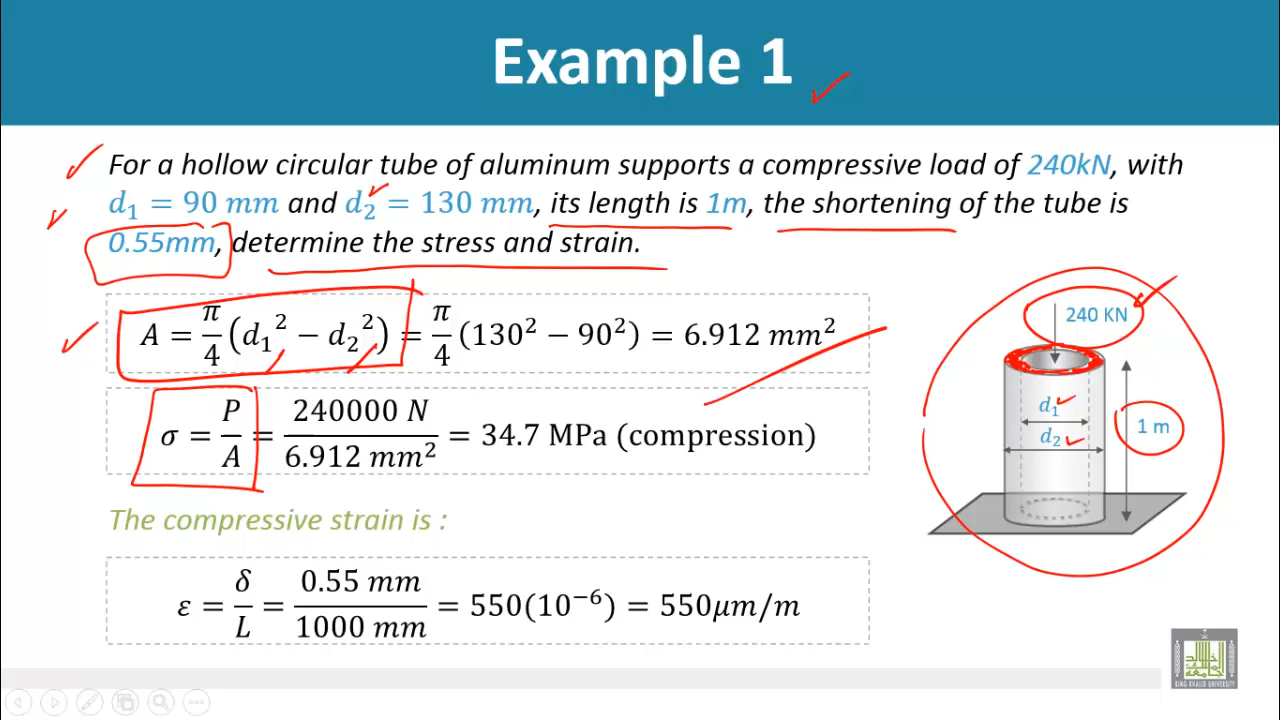 Example 1
For a hollow circular tube of aluminum supports a compressive load of 240kN, with
d₁ = 90 mm and d₂ = 130 mm, its length is 1m, the shortening of the tube is
0.55mm, determine the stress and strain.
A = π/4 (d₁² − d₂²) = π/4 (130² − 90²) = 6.912 mm²
σ = P/A = 240000 N / 6.912 mm² = 34.7 MPa (compression)
The compressive strain is :
ε = δ/L = 0.55 mm / 1000 mm = 550(10⁻⁶) = 550μm/m
240 KN
d₁
d₂
1 m
KING KHALID UNIVERSITY